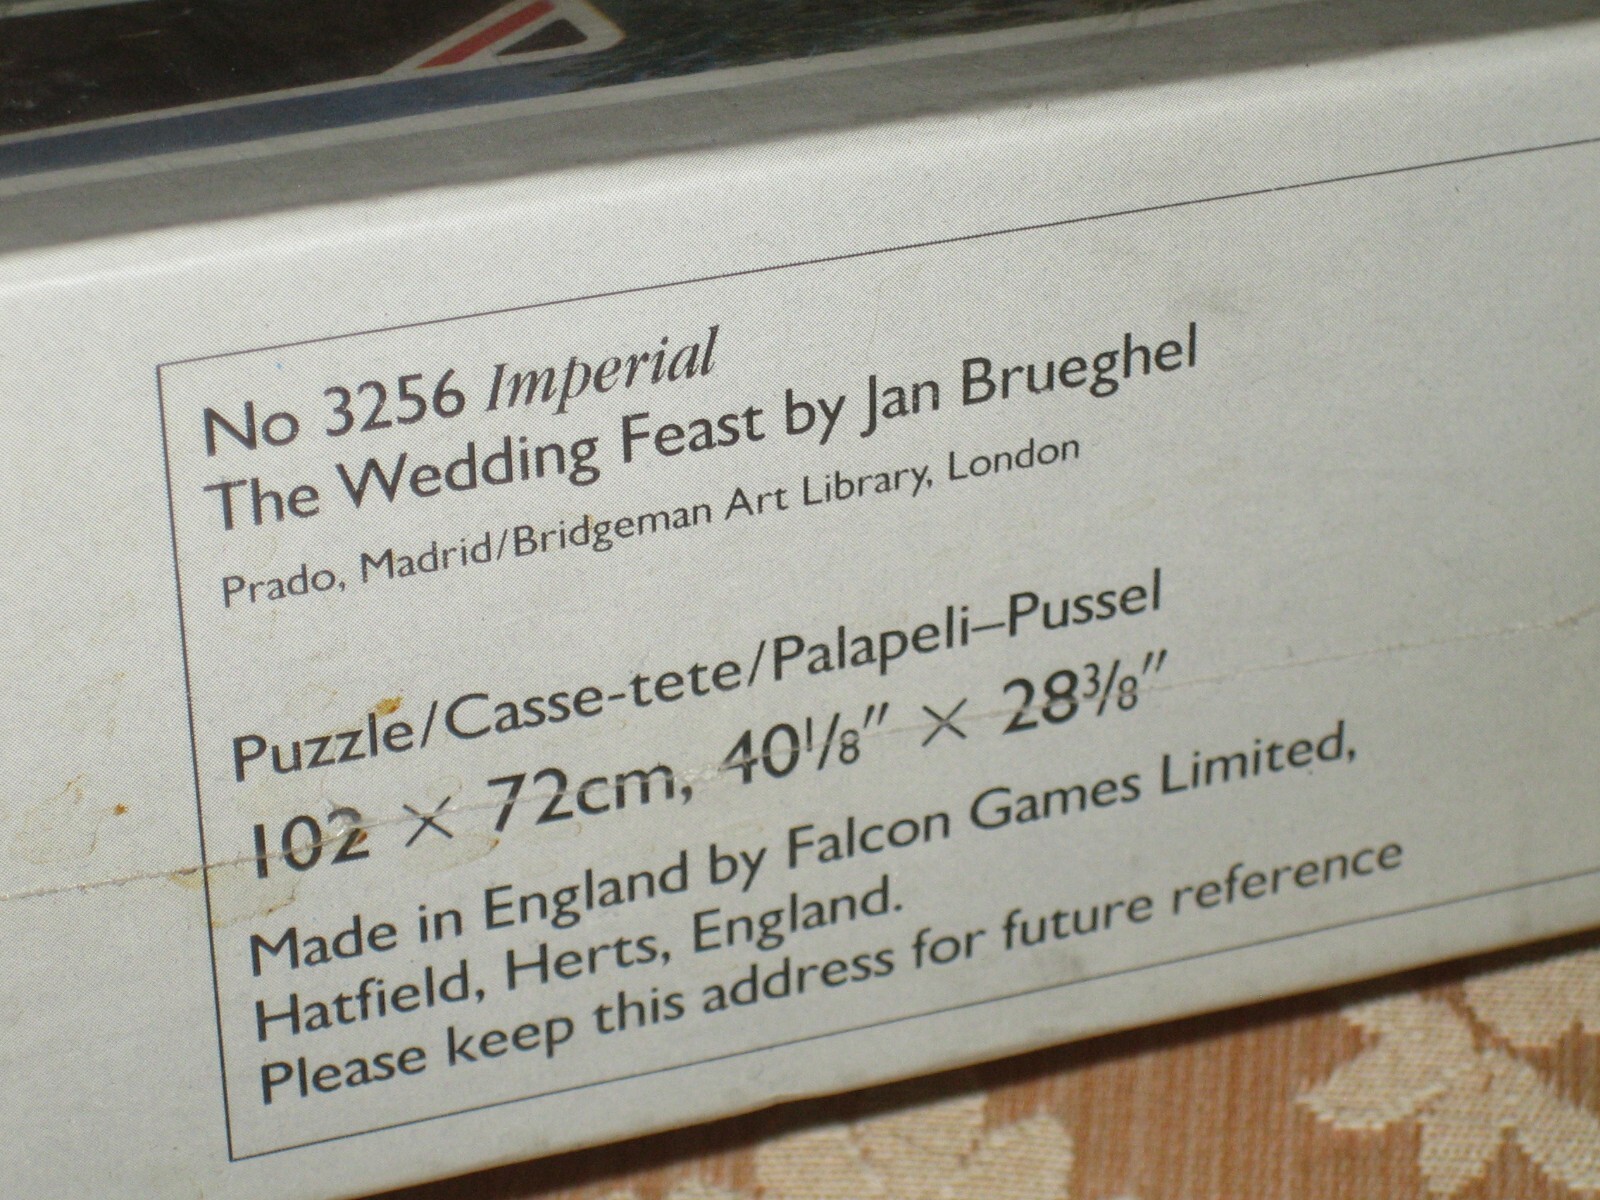 No 3256 Imperial
The Wedding Feast by Jan Brueghel
Prado, Madrid/Bridgeman Art Library, London
Puzzle/Casse-tete/Palapeli–Pussel
102 × 72cm, 40 1/8″ × 28 3/8″
Made in England by Falcon Games Limited,
Hatfield, Herts, England.
Please keep this address for future reference